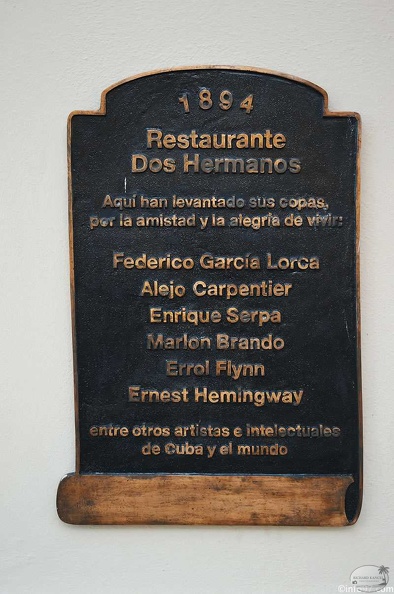 1894
Restaurante
Dos Hermanos
Aquí han levantado sus copas,
por la amistad y la alegria de vivir:
Federico García Lorca
Alejo Carpentier
Enrique Serpa
Marlon Brando
Errol Flynn
Ernest Hemingway
entre otros artistas e intelectuales
de Cuba y el mundo